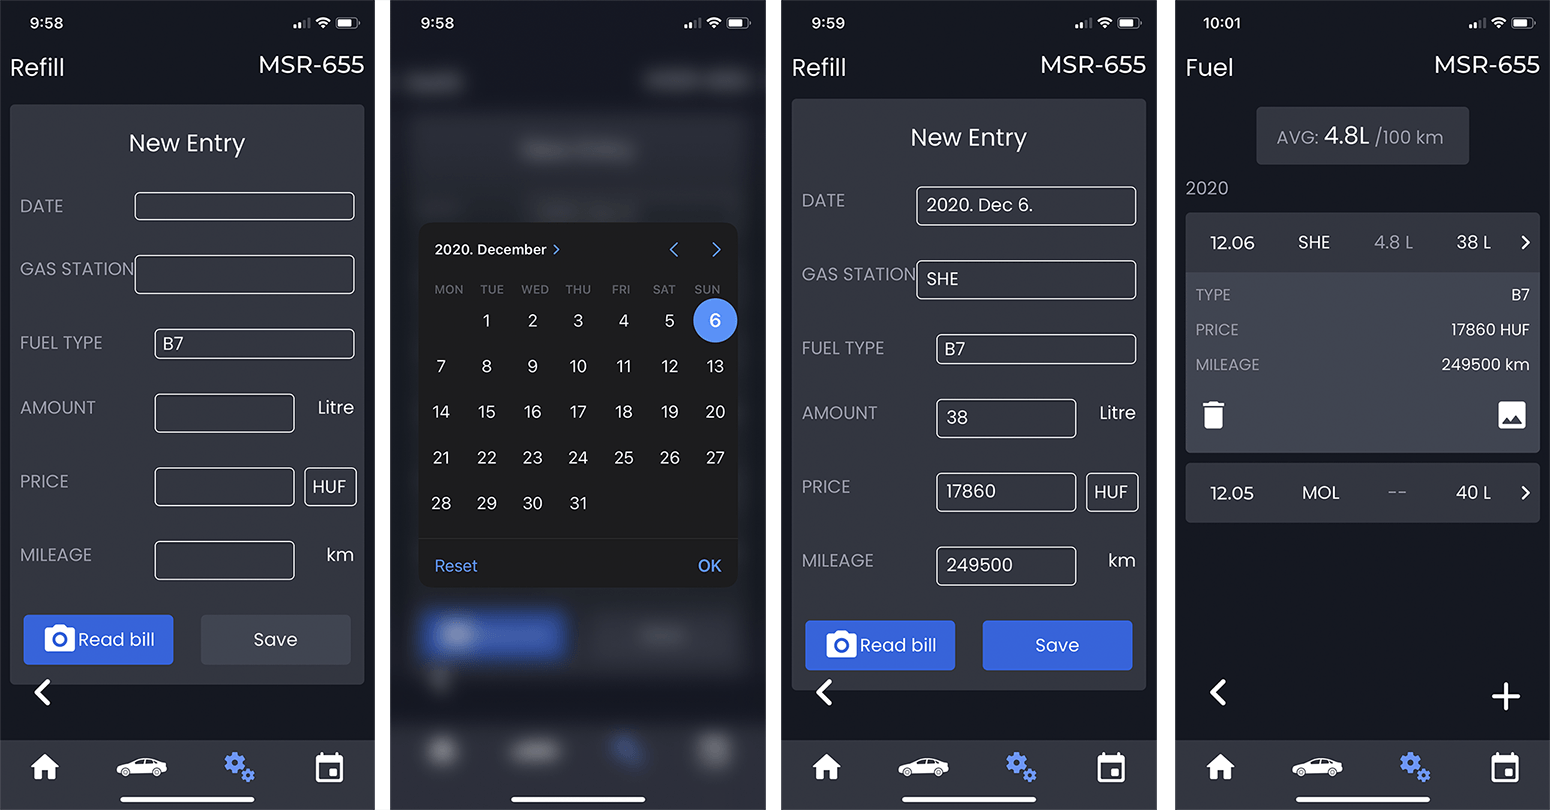 9:58
Refill MSR-655
New Entry
DATE
GAS STATION
FUEL TYPE B7
AMOUNT Litre
PRICE HUF
MILEAGE km
Read bill Save
9:58
2020. December
MON TUE WED THU FRI SAT SUN
1 2 3 4 5 6
7 8 9 10 11 12 13
14 15 16 17 18 19 20
21 22 23 24 25 26 27
28 29 30 31
Reset OK
9:59
Refill MSR-655
New Entry
DATE 2020. Dec 6.
GAS STATION SHE
FUEL TYPE B7
AMOUNT 38 Litre
PRICE 17860 HUF
MILEAGE 249500 km
Read bill Save
10:01
Fuel MSR-655
AVG: 4.8L /100 km
2020
12.06 SHE 4.8 L 38 L
TYPE B7
PRICE 17860 HUF
MILEAGE 249500 km
12.05 MOL -- 40 L